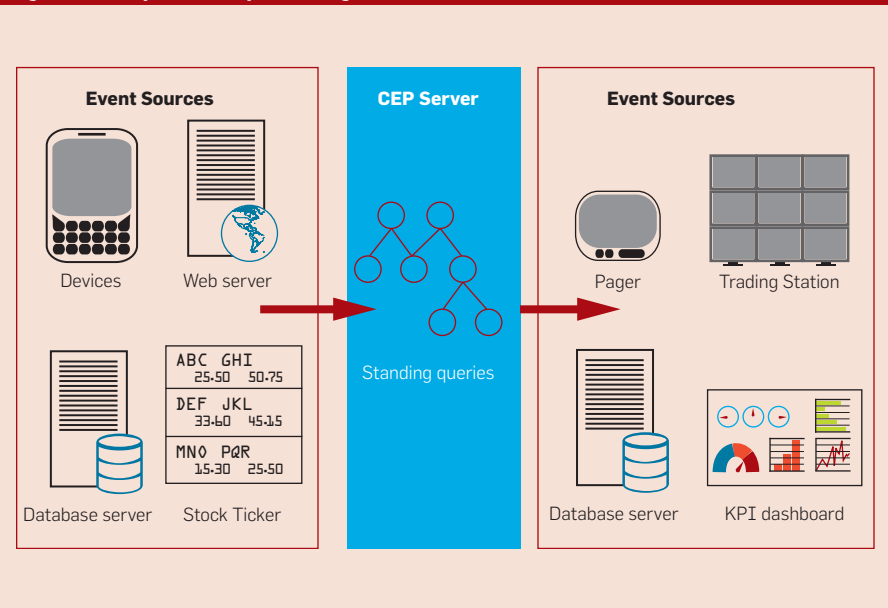 Event Sources
Devices
Web server
Database server
ABC GHI
25.50 50.75
DEF JKL
33.60 45.15
MNO PQR
15.30 25.50
Stock Ticker
CEP Server
Standing queries
Event Sources
Pager
Trading Station
Database server
KPI dashboard